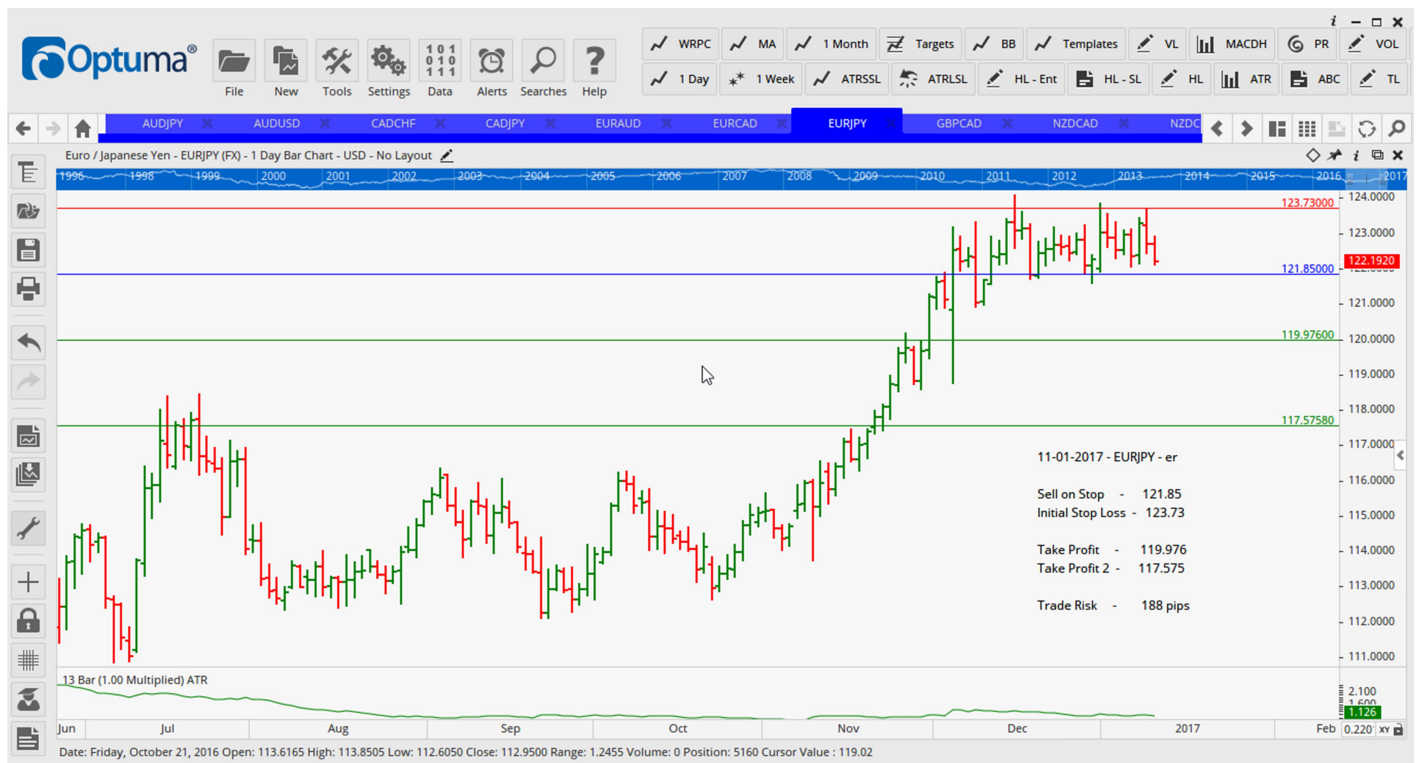 i
Optuma®
File
New
Tools
Settings
101
010
111
Data
Alerts
Searches
?
Help
WRPC
MA
1 Month
Targets
BB
Templates
VL
MACDH
PR
VOL
1 Day
1 Week
ATRSSL
ATRLSL
HL - Ent
HL - SL
HL
ATR
ABC
TL
AUDJPY
AUDUSD
CADCHF
CADJPY
EURAUD
EURCAD
EURJPY
GBPCAD
NZDCAD
NZDC
Euro / Japanese Yen - EURJPY (FX) - 1 Day Bar Chart - USD - No Layout
i
1996 1998 1999 2000 2001 2002 2003 2004 2005 2006 2007 2008 2009 2010 2011 2012 2013 2014 2015 2016 2017
123.73000
121.85000
119.97600
117.57580
124.0000
123.0000
122.1920
121.0000
120.0000
119.0000
118.0000
117.0000
116.0000
115.0000
114.0000
113.0000
112.0000
111.0000
11-01-2017 - EURJPY - er
Sell on Stop - 121.85
Initial Stop Loss - 123.73
Take Profit - 119.976
Take Profit 2 - 117.575
Trade Risk - 188 pips
13 Bar (1.00 Multiplied) ATR
2.100
1.126
0.220
XY
Jun Jul Aug Sep Oct Nov Dec 2017 Feb
Date: Friday, October 21, 2016 Open: 113.6165 High: 113.8505 Low: 112.6050 Close: 112.9500 Range: 1.2455 Volume: 0 Position: 5160 Cursor Value : 119.02